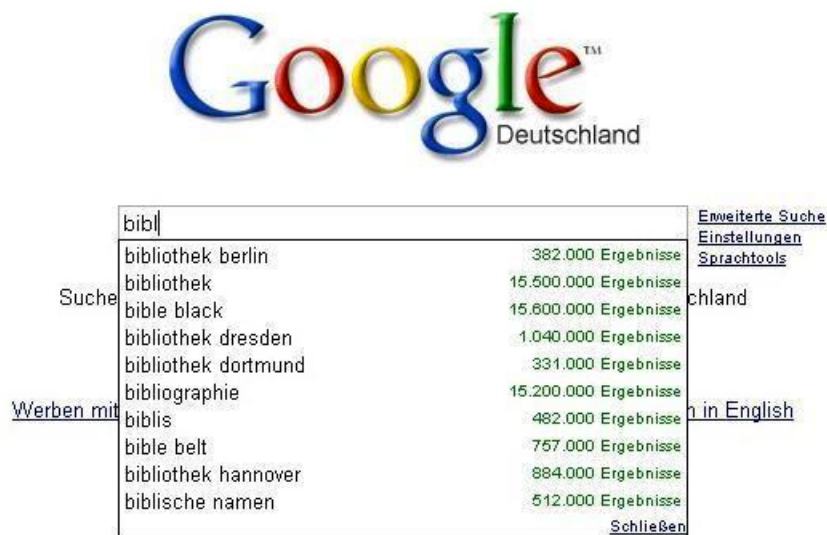 Google™
Deutschland
bibl
Erweiterte Suche
Einstellungen
Sprachtools
bibliothek berlin 382.000 Ergebnisse
bibliothek 15.500.000 Ergebnisse
bible black 15.600.000 Ergebnisse
bibliothek dresden 1.040.000 Ergebnisse
bibliothek dortmund 331.000 Ergebnisse
bibliographie 15.200.000 Ergebnisse
biblis 482.000 Ergebnisse
bible belt 757.000 Ergebnisse
bibliothek hannover 884.000 Ergebnisse
biblische namen 512.000 Ergebnisse
Schließen
Suche chland
Werben mit n in English